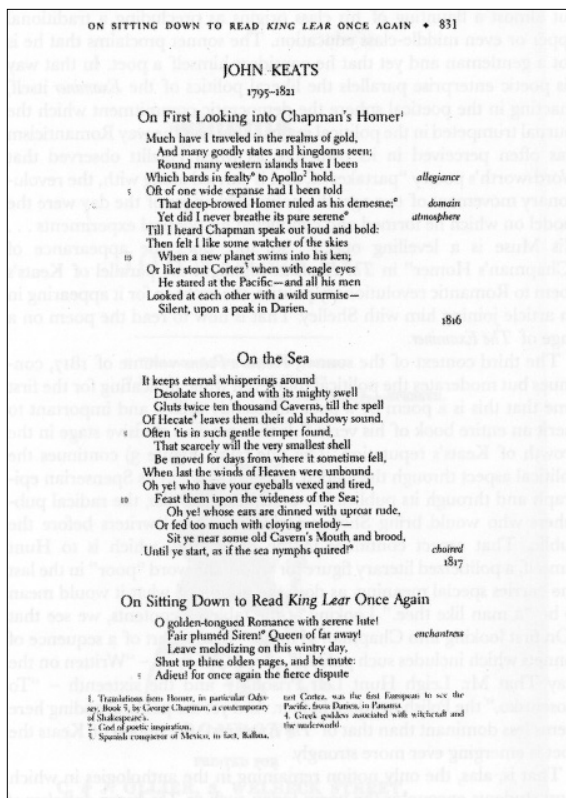 ON SITTING DOWN TO READ KING LEAR ONCE AGAIN • 831
JOHN KEATS
1795–1821
On First Looking into Chapman's Homer¹
Much have I traveled in the realms of gold,
And many goodly states and kingdoms seen;
Round many western islands have I been
Which bards in fealty° to Apollo² hold. allegiance
5 Oft of one wide expanse had I been told
That deep-browed Homer ruled as his demesne;° domain
Yet did I never breathe its pure serene° atmosphere
Till I heard Chapman speak out loud and bold:
Then felt I like some watcher of the skies
10 When a new planet swims into his ken;
Or like stout Cortez³ when with eagle eyes
He stared at the Pacific—and all his men
Looked at each other with a wild surmise—
Silent, upon a peak in Darien.
1816
On the Sea
It keeps eternal whisperings around
Desolate shores, and with its mighty swell
Gluts twice ten thousand Caverns, till the spell
Of Hecate⁴ leaves them their old shadowy sound.
Often 'tis in such gentle temper found,
That scarcely will the very smallest shell
Be moved for days from where it sometime fell,
When last the winds of Heaven were unbound.
Oh ye! who have your eyeballs vexed and tired,
10 Feast them upon the wideness of the Sea;
Oh ye! whose ears are dinned with uproar rude,
Or fed too much with cloying melody—
Sit ye near some old Cavern's Mouth and brood,
Until ye start, as if the sea nymphs quired!° choired
1817
On Sitting Down to Read King Lear Once Again
O golden-tongued Romance with serene lute!
Fair pluméd Siren!° Queen of far away! enchantress
Leave melodizing on this wintry day,
Shut up thine olden pages, and be mute:
Adieu! for once again the fierce dispute
1. Translations from Homer, in particular Odys-
sey, Book 5, by George Chapman, a contemporary
of Shakespeare's.
2. God of poetic inspiration.
3. Spanish conqueror of Mexico, in fact, Balboa,
not Cortez, was the first European to see the
Pacific, from Darien, in Panama.
4. Greek goddess associated with witchcraft and
the underworld.